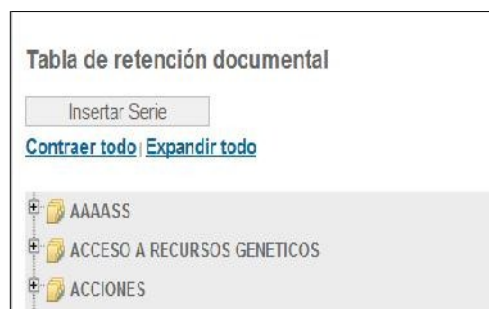 Tabla de retención documental
Insertar Serie
Contraer todo | Expandir todo
AAAASS
ACCESO A RECURSOS GENETICOS
ACCIONES